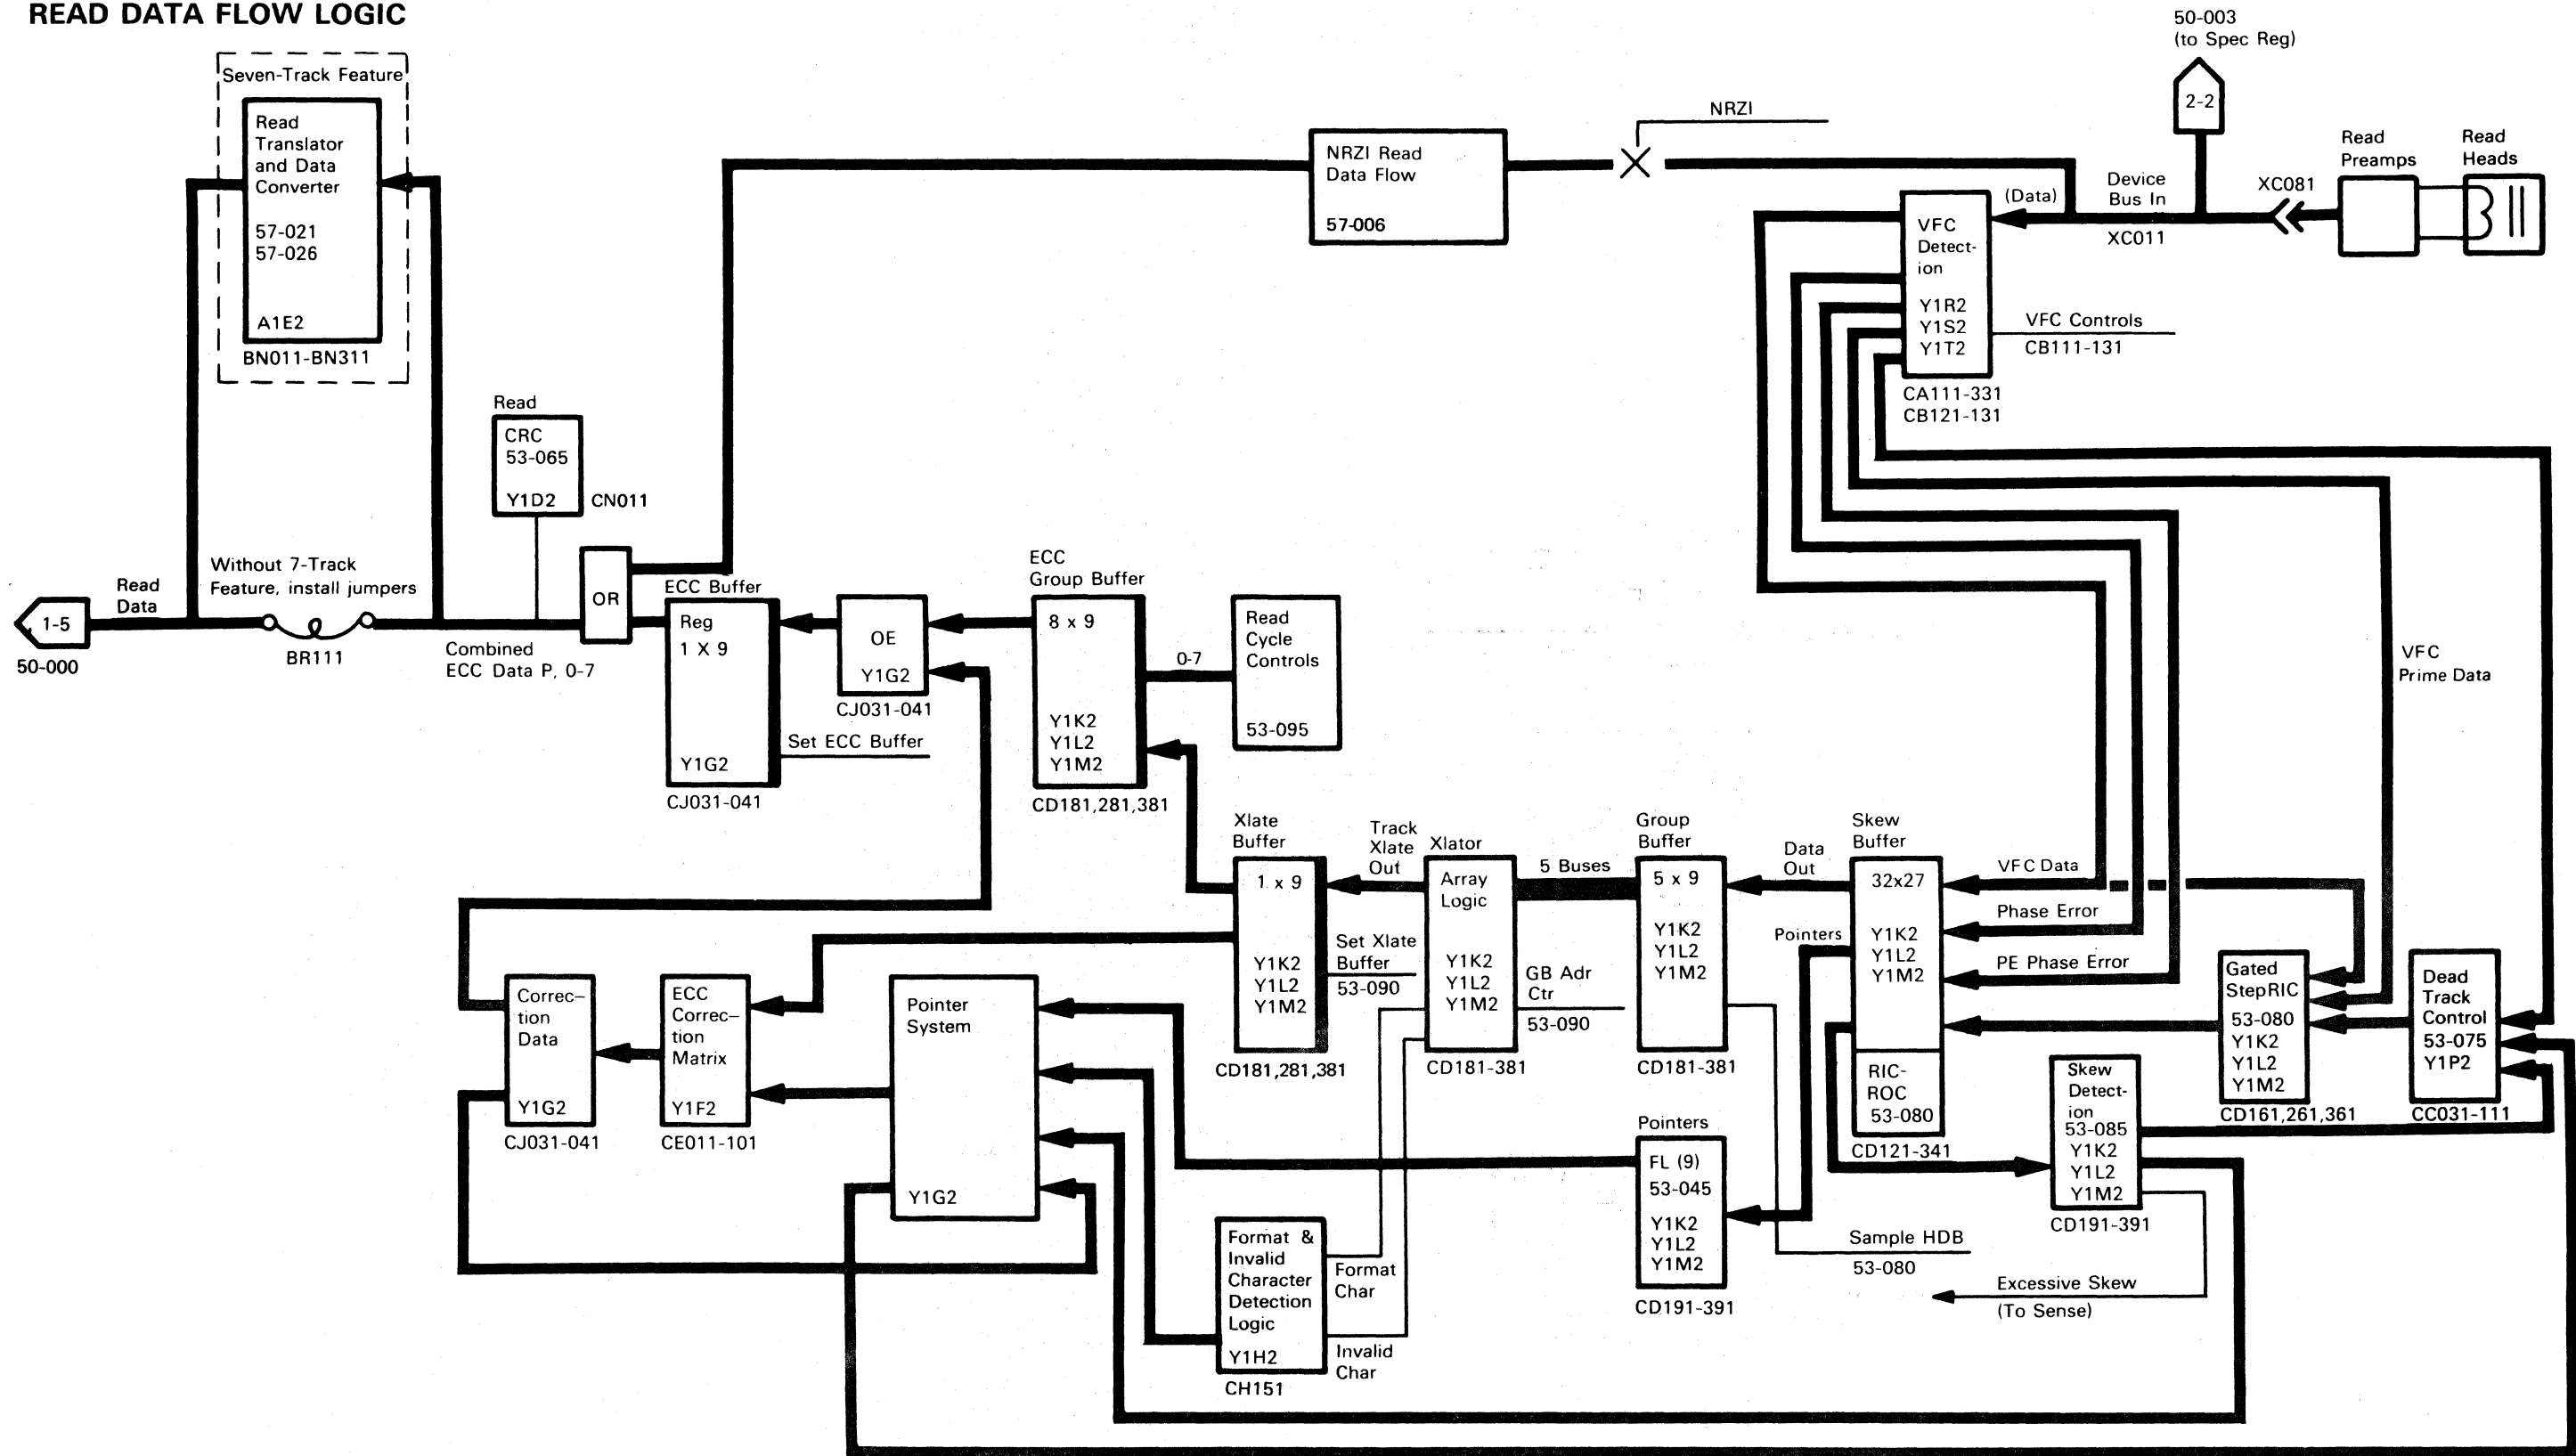 READ DATA FLOW LOGIC
50-003
(to Spec Reg)
2-2
Seven-Track Feature
Read
Translator
and Data
Converter
57-021
57-026
A1E2
BN011-BN311
NRZI
NRZI Read
Data Flow
57-006
Read
Preamps
Read
Heads
XC081
Device
Bus In
XC011
(Data)
VFC
Detect-
ion
Y1R2
Y1S2
Y1T2
CA111-331
CB121-131
VFC Controls
CB111-131
Read
CRC
53-065
Y1D2
CN011
Without 7-Track
Feature, install jumpers
BR111
Read
Data
1-5
50-000
Combined
ECC Data P, 0-7
OR
ECC Buffer
Reg
1 X 9
Y1G2
CJ031-041
Set ECC Buffer
OE
Y1G2
CJ031-041
ECC
Group Buffer
8 x 9
Y1K2
Y1L2
Y1M2
CD181,281,381
0-7
Read
Cycle
Controls
53-095
VFC
Prime Data
Xlate
Buffer
1 x 9
Y1K2
Y1L2
Y1M2
CD181,281,381
Track
Xlate
Out
Set Xlate
Buffer
53-090
Xlator
Array
Logic
Y1K2
Y1L2
Y1M2
CD181-381
5 Buses
GB Adr
Ctr
53-090
Group
Buffer
5 x 9
Y1K2
Y1L2
Y1M2
CD181-381
Data
Out
Pointers
Skew
Buffer
32x27
Y1K2
Y1L2
Y1M2
RIC-
ROC
53-080
CD121-341
VFC Data
Phase Error
PE Phase Error
Gated
StepRIC
53-080
Y1K2
Y1L2
Y1M2
CD161,261,361
Dead
Track
Control
53-075
Y1P2
CC031-111
Skew
Detect-
ion
53-085
Y1K2
Y1L2
Y1M2
CD191-391
Correc-
tion
Data
Y1G2
CJ031-041
ECC
Correc-
tion
Matrix
Y1F2
CE011-101
Pointer
System
Y1G2
Pointers
FL (9)
53-045
Y1K2
Y1L2
Y1M2
CD191-391
Sample HDB
53-080
Excessive Skew
(To Sense)
Format &
Invalid
Character
Detection
Logic
Y1H2
CH151
Format
Char
Invalid
Char